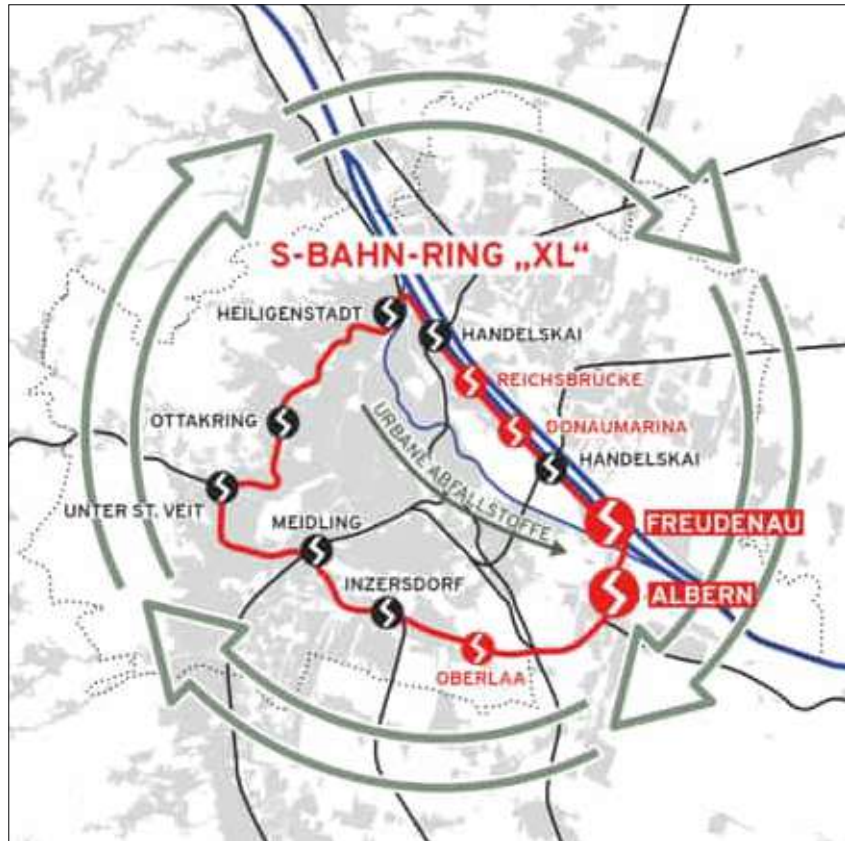 S-BAHN-RING „XL“
HEILIGENSTADT
HANDELSKAI
REICHSBRÜCKE
OTTAKRING
DONAUMARINA
URBANE ABFALLSTOFFE
HANDELSKAI
UNTER ST. VEIT
MEIDLING
FREUDENAU
INZERSDORF
ALBERN
OBERLAA